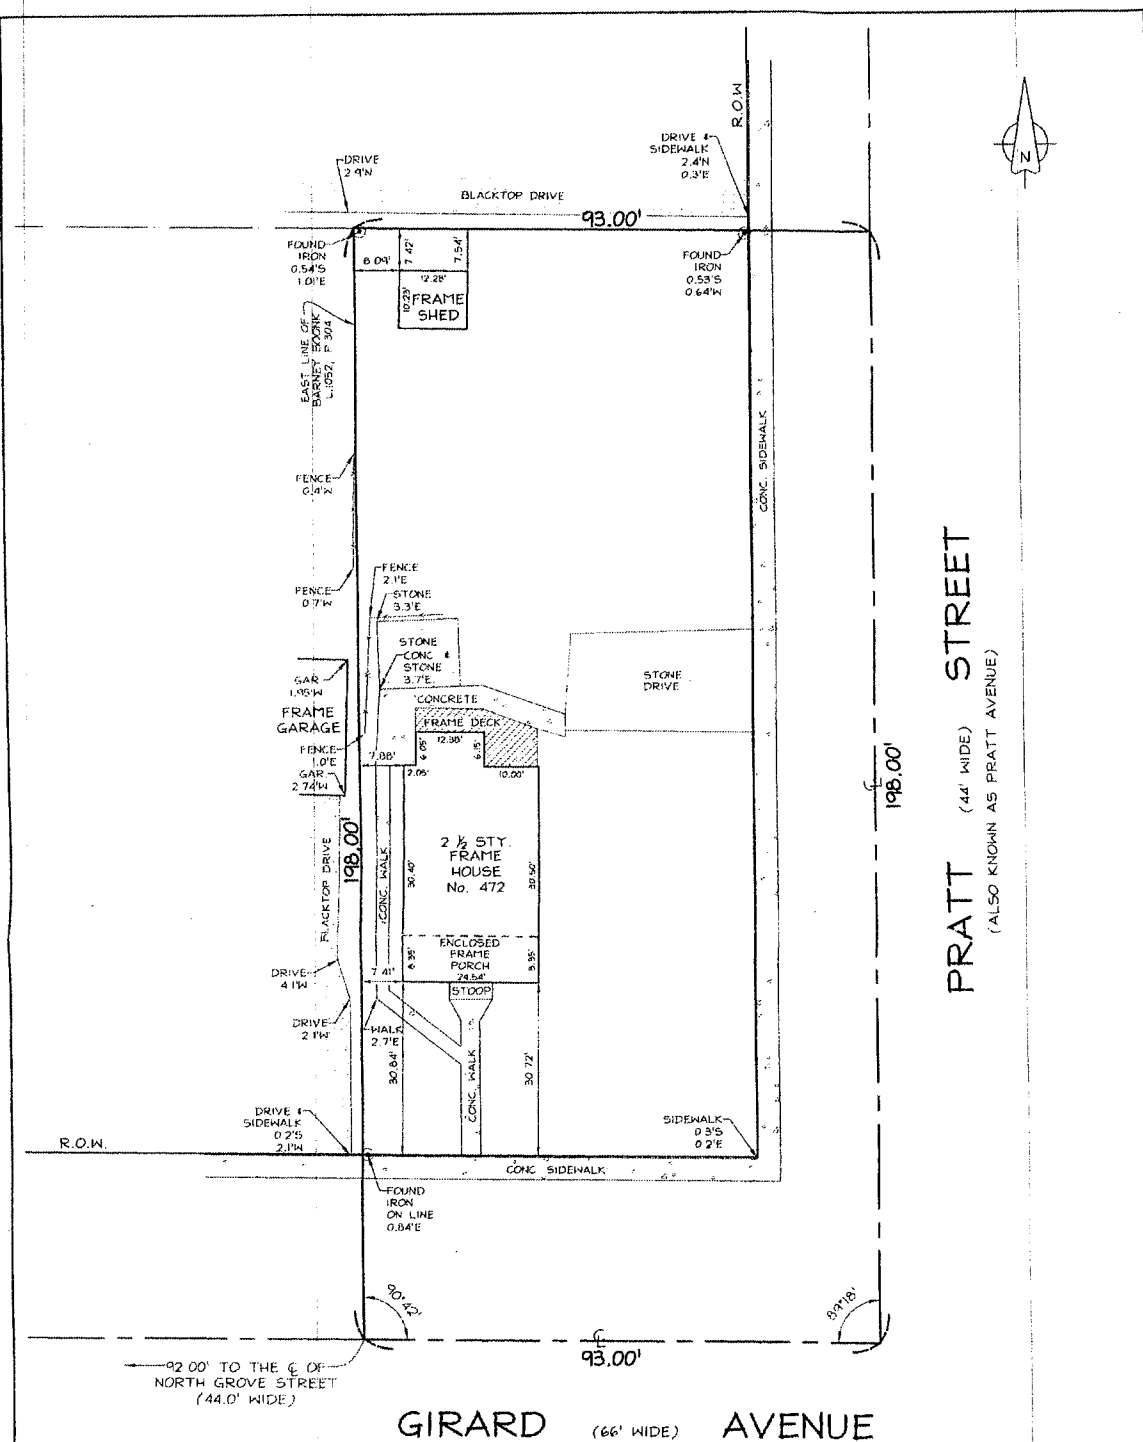 R.O.W
DRIVE &
SIDEWALK
2.4'N
0.3'E
N
DRIVE
2.9'N
BLACKTOP DRIVE
93.00'
FOUND
IRON
0.54'S
1.01'E
8.09'
7.42'
7.54'
12.28'
10.23'
FRAME
SHED
FOUND
IRON
0.53'S
0.64'W
EAST LINE OF
BARNEY
L.1052, P 304
FENCE
0.4'W
CONC. SIDEWALK
FENCE
0.7'W
FENCE
2.1'E
STONE
3.3'E
STONE
CONC &
STONE
3.7'E
STONE
DRIVE
GAR
1.95'W
FRAME
GARAGE
CONCRETE
FRAME DECK
12.38'
6.05'
6.15'
FENCE
1.0'E
7.88'
2.05'
10.00'
GAR.
2.74'W
198.00'
BLACKTOP DRIVE
CONC. WALK
2 ½ STY.
FRAME
HOUSE
No. 472
30.40'
30.50'
ENCLOSED
FRAME
PORCH
24.54'
8.35'
8.35'
7.41'
STOOP
DRIVE
4.1'W
DRIVE
2.1'W
WALK
2.7'E
30.84'
CONC. WALK
30.72'
DRIVE &
SIDEWALK
0.2'S
2.1'W
SIDEWALK
0.3'S
0.2'E
R.O.W.
CONC SIDEWALK
FOUND
IRON
ON LINE
0.84'E
198.00'
PRATT (44' WIDE) STREET
(ALSO KNOWN AS PRATT AVENUE)
90°42'
89°18'
93.00'
92.00' TO THE ℄ OF
NORTH GROVE STREET
(44.0' WIDE)
GIRARD (66' WIDE) AVENUE